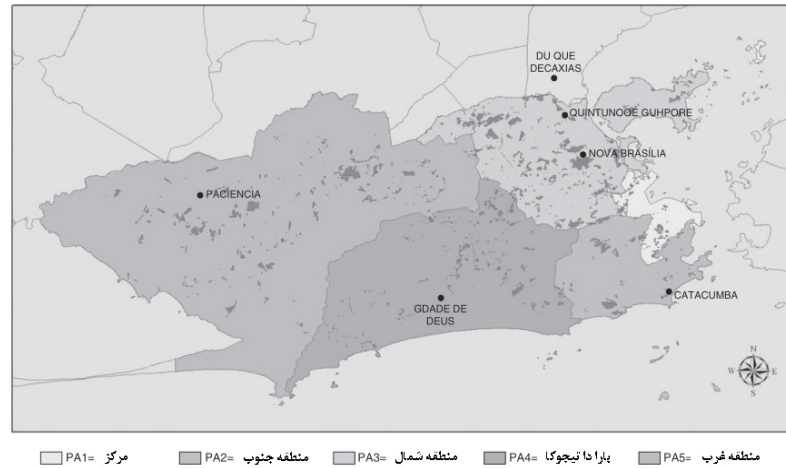 DU QUE
DECAXIAS
QUINTUNOOE GUHPORE
NOVA BRASÍLIA
PACIENCIA
CATACUMBA
GDADE DE
DEUS
N
W E
S
PA1= مرکز PA2= منطقه جنوب PA3= منطقه شمال PA4= بارا دا تیجوکا PA5= منطقه غرب